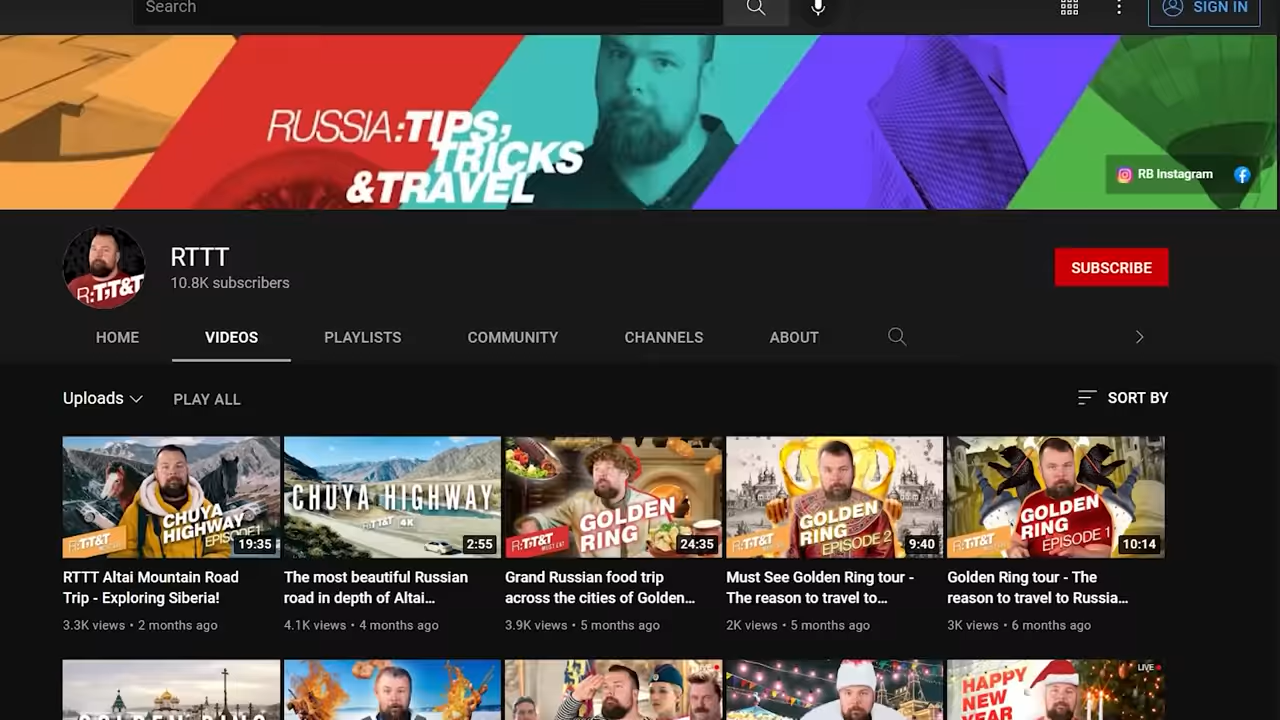 Search
SIGN IN
RUSSIA:TIPS,
TRICKS
&TRAVEL
RB Instagram
RTTT
10.8K subscribers
R:T,T&T
SUBSCRIBE
HOME
VIDEOS
PLAYLISTS
COMMUNITY
CHANNELS
ABOUT
Uploads
PLAY ALL
SORT BY
CHUYA
HIGHWAY
EPISODE 1
R:T,T&T
19:35
CHUYA HIGHWAY
R:T,T&T 4K
2:55
GOLDEN
RING
R:T,T&T
24:35
GOLDEN
RING
EPISODE 2
R:T,T&T
9:40
GOLDEN
RING
EPISODE 1
R:T,T&T
10:14
RTTT Altai Mountain Road
Trip - Exploring Siberia!
3.3K views • 2 months ago
The most beautiful Russian
road in depth of Altai...
4.1K views • 4 months ago
Grand Russian food trip
across the cities of Golden...
3.9K views • 5 months ago
Must See Golden Ring tour -
The reason to travel to...
2K views • 5 months ago
Golden Ring tour - The
reason to travel to Russia...
3K views • 6 months ago
GOLDEN RING
LIVE
LIVE
HAPPY
NEW
YEAR